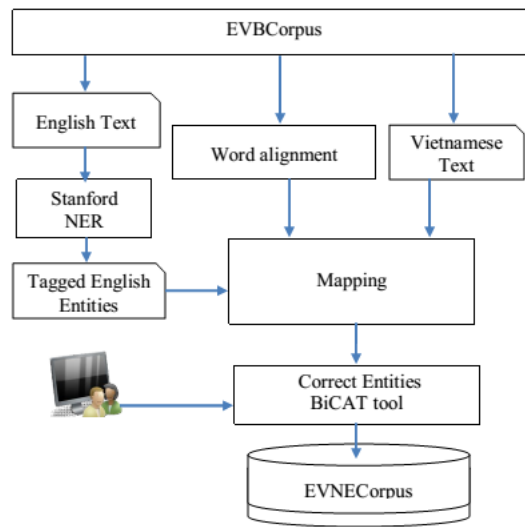 EVBCorpus
English Text
Word alignment
Vietnamese
Text
Stanford
NER
Tagged English
Entities
Mapping
Correct Entities
BiCAT tool
EVNECorpus